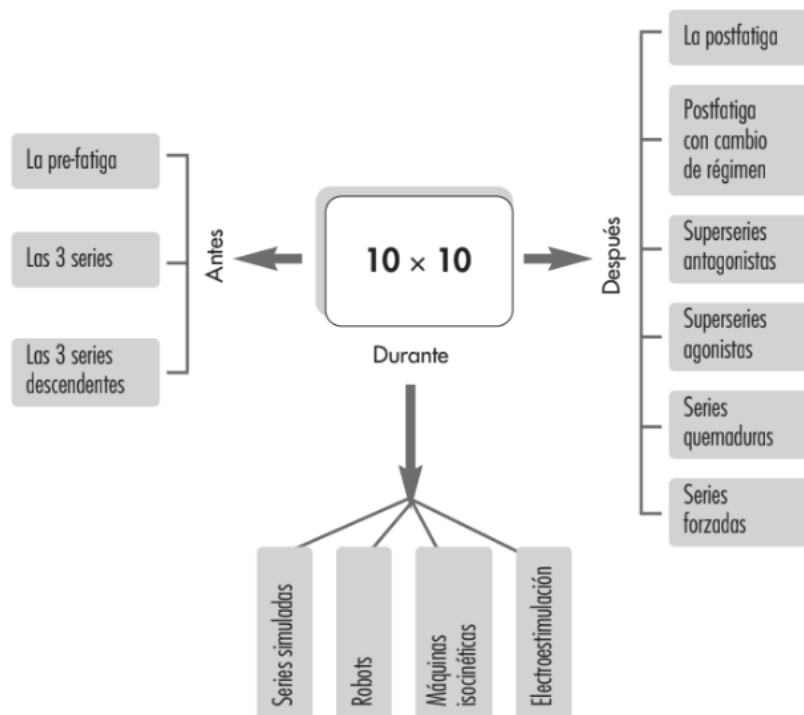 La pre-fatiga
Las 3 series
Las 3 series
descendentes
Antes
10 × 10
Durante
Después
La postfatiga
Postfatiga
con cambio
de régimen
Superseries
antagonistas
Superseries
agonistas
Series
quemaduras
Series
forzadas
Series simuladas
Robots
Máquinas
isocinéticas
Electroestimulación